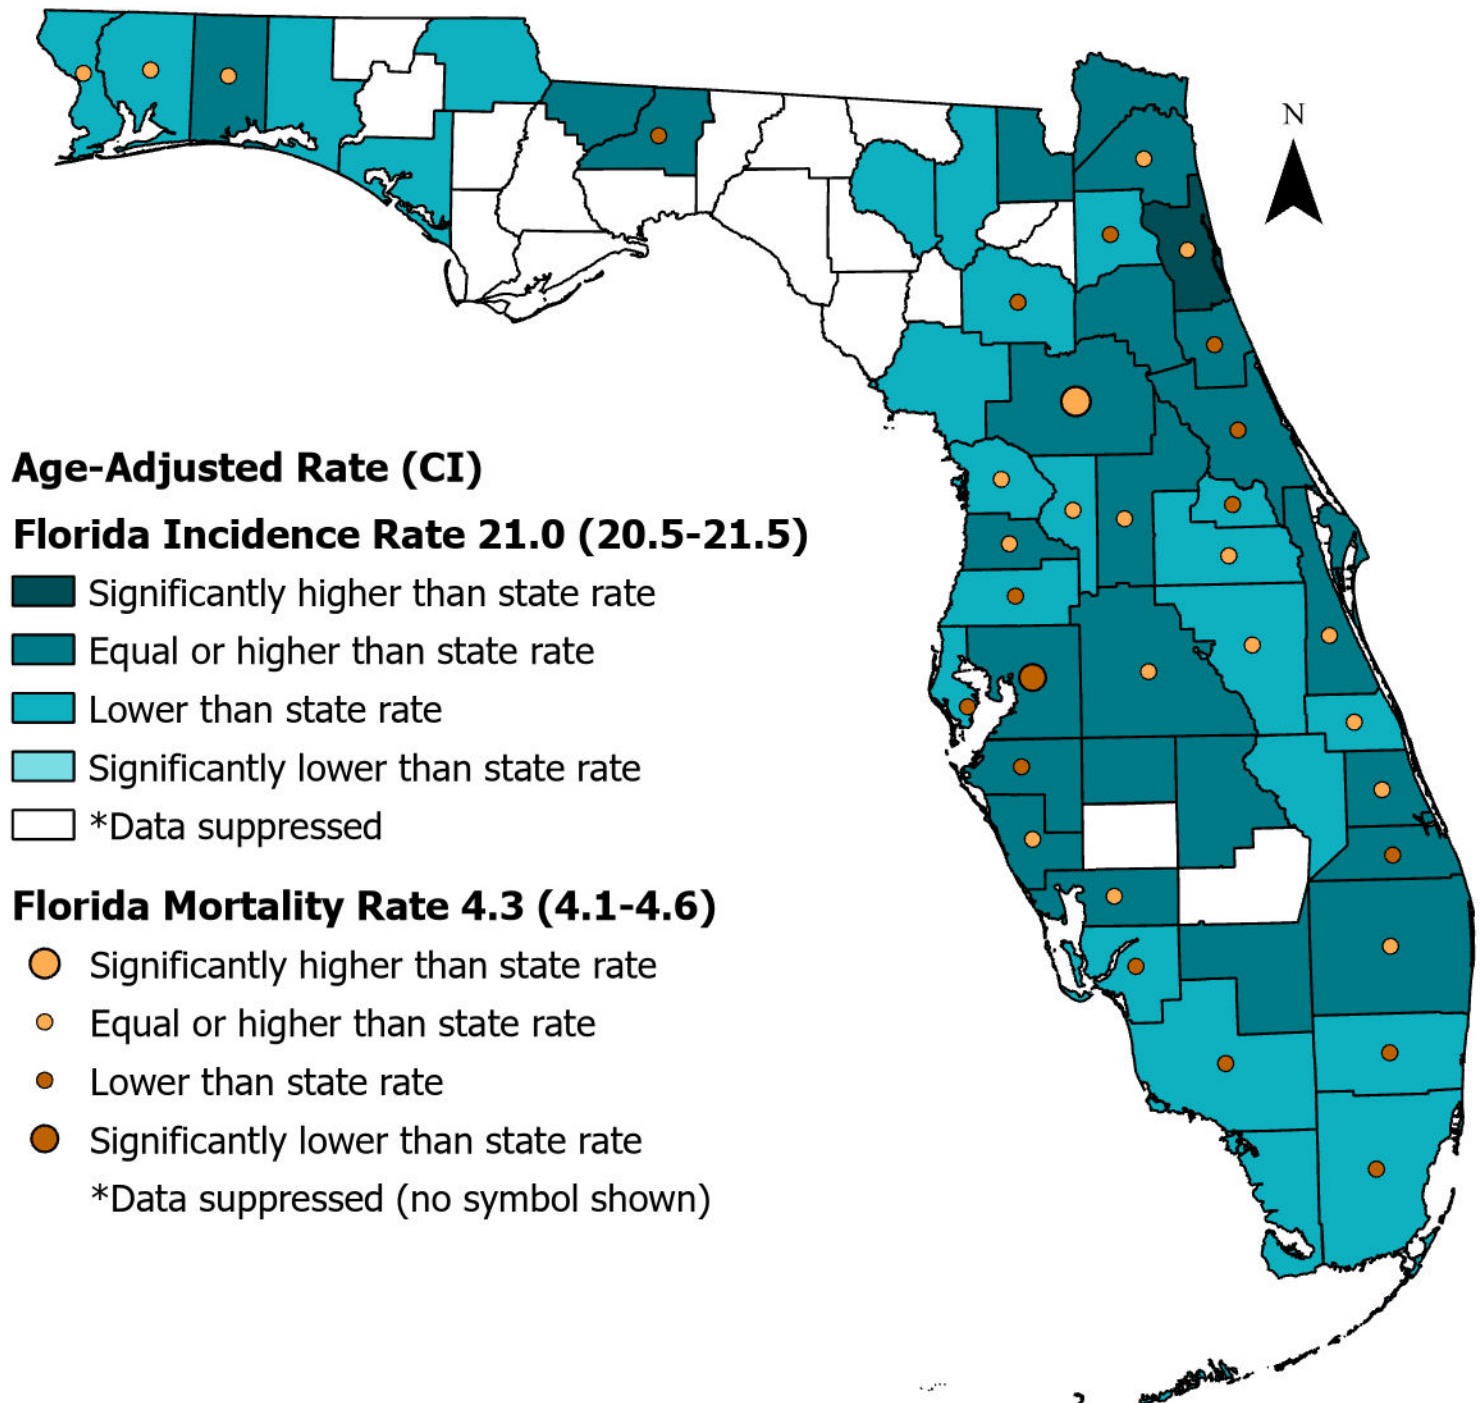 N
Age-Adjusted Rate (CI)
Florida Incidence Rate 21.0 (20.5-21.5)
Significantly higher than state rate
Equal or higher than state rate
Lower than state rate
Significantly lower than state rate
*Data suppressed
Florida Mortality Rate 4.3 (4.1-4.6)
Significantly higher than state rate
Equal or higher than state rate
Lower than state rate
Significantly lower than state rate
*Data suppressed (no symbol shown)